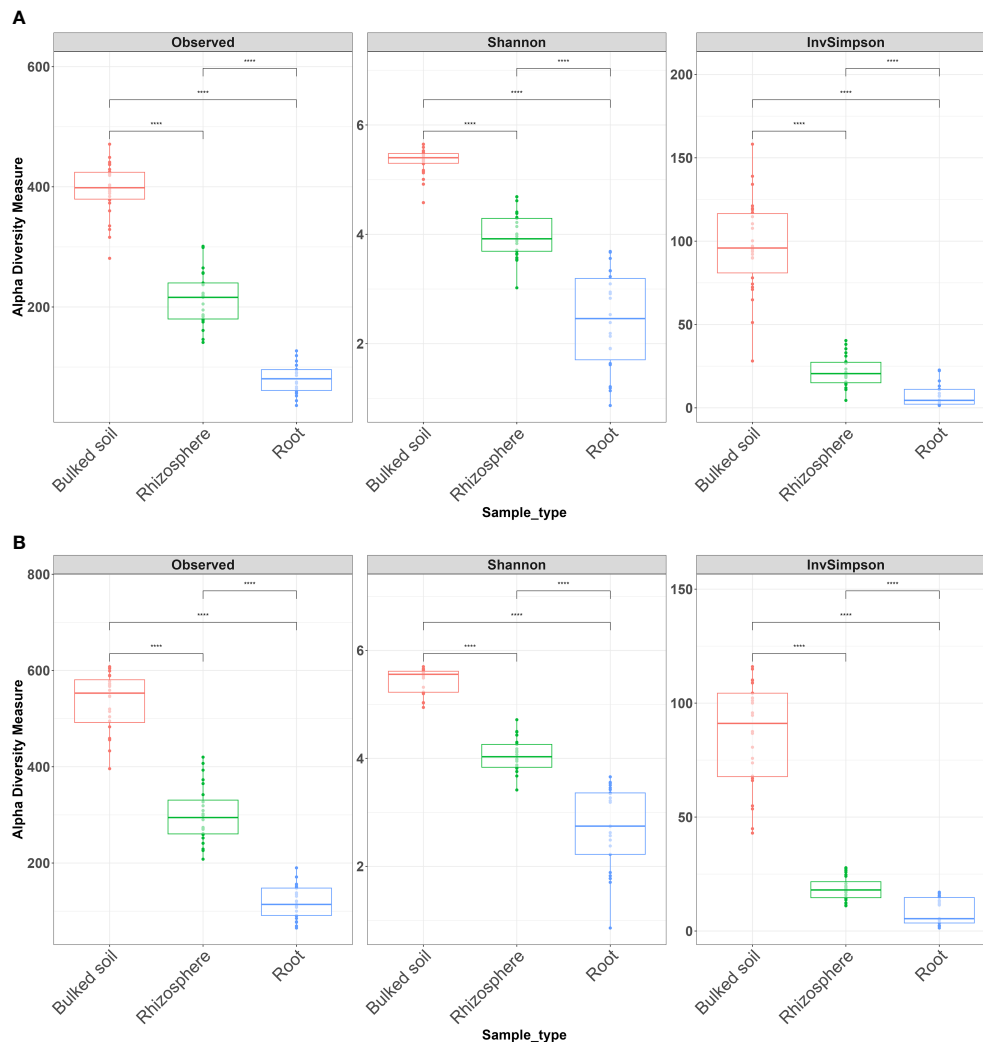 A
Observed Shannon InvSimpson
**** **** ****
**** **** ****
**** **** ****
600
400
200
6
4
2
200
150
100
50
0
Alpha Diversity Measure
Bulked soil Rhizosphere Root Bulked soil Rhizosphere Root Bulked soil Rhizosphere Root
Sample_type
B
Observed Shannon InvSimpson
**** **** ****
**** **** ****
**** **** ****
800
600
400
200
6
4
2
150
100
50
0
Alpha Diversity Measure
Bulked soil Rhizosphere Root Bulked soil Rhizosphere Root Bulked soil Rhizosphere Root
Sample_type